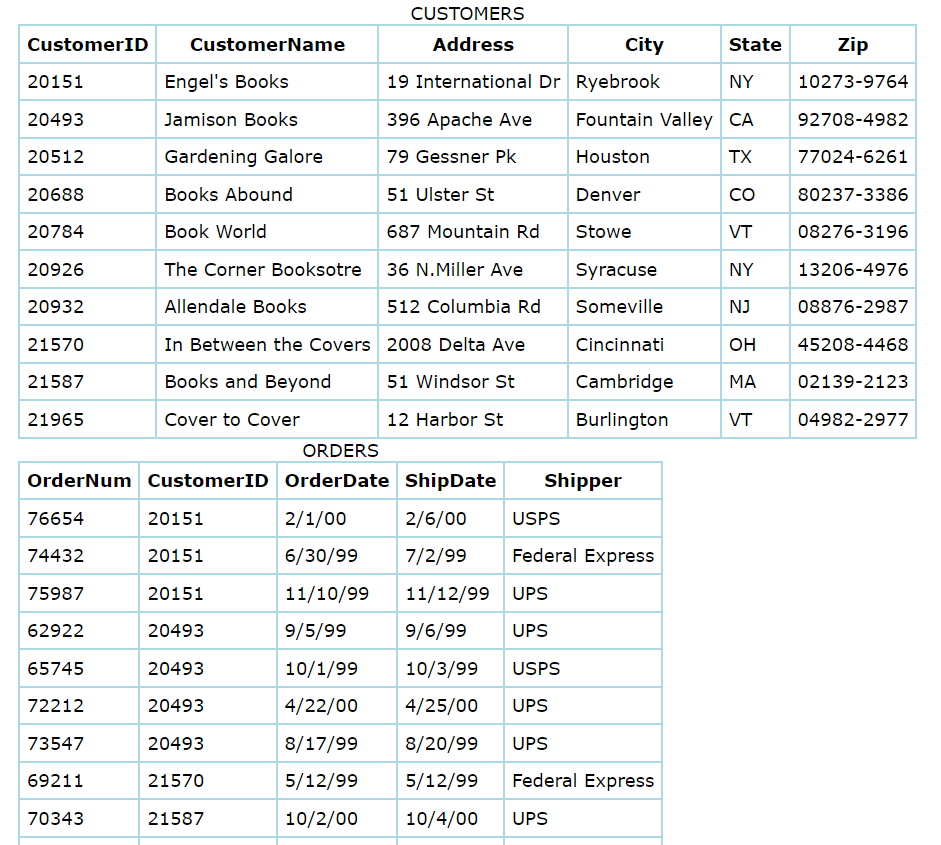 CUSTOMERS
CustomerID CustomerName Address City State Zip
20151 Engel's Books 19 International Dr Ryebrook NY 10273-9764
20493 Jamison Books 396 Apache Ave Fountain Valley CA 92708-4982
20512 Gardening Galore 79 Gessner Pk Houston TX 77024-6261
20688 Books Abound 51 Ulster St Denver CO 80237-3386
20784 Book World 687 Mountain Rd Stowe VT 08276-3196
20926 The Corner Booksotre 36 N.Miller Ave Syracuse NY 13206-4976
20932 Allendale Books 512 Columbia Rd Someville NJ 08876-2987
21570 In Between the Covers 2008 Delta Ave Cincinnati OH 45208-4468
21587 Books and Beyond 51 Windsor St Cambridge MA 02139-2123
21965 Cover to Cover 12 Harbor St Burlington VT 04982-2977
ORDERS
OrderNum CustomerID OrderDate ShipDate Shipper
76654 20151 2/1/00 2/6/00 USPS
74432 20151 6/30/99 7/2/99 Federal Express
75987 20151 11/10/99 11/12/99 UPS
62922 20493 9/5/99 9/6/99 UPS
65745 20493 10/1/99 10/3/99 USPS
72212 20493 4/22/00 4/25/00 UPS
73547 20493 8/17/99 8/20/99 UPS
69211 21570 5/12/99 5/12/99 Federal Express
70343 21587 10/2/00 10/4/00 UPS